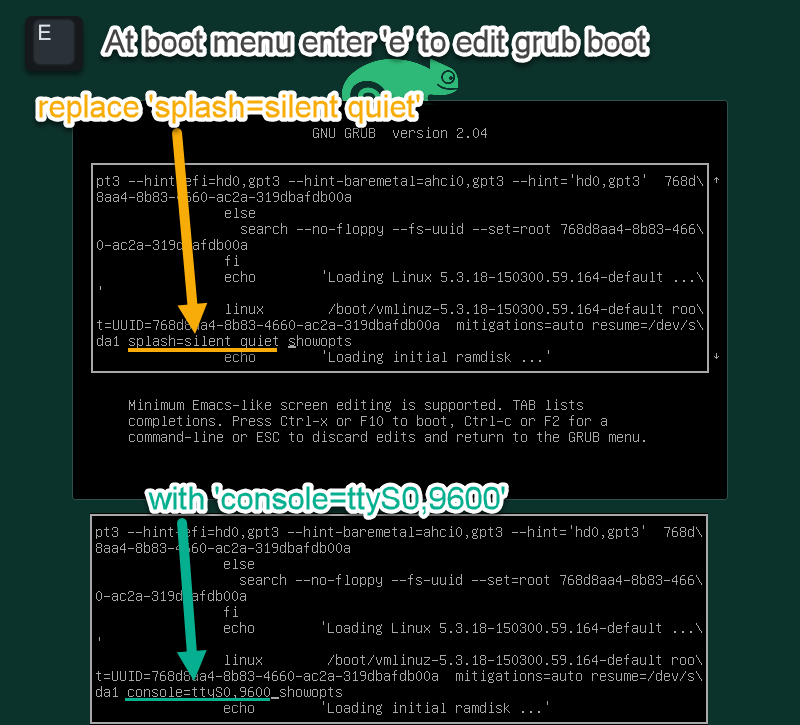 E
At boot menu enter 'e' to edit grub boot
replace 'splash=silent quiet'
GNU GRUB version 2.04
pt3 --hint-efi=hd0,gpt3 --hint-baremetal=ahci0,gpt3 --hint='hd0,gpt3' 768d\
8aa4-8b83-4660-ac2a-319dbafdb00a
else
search --no-floppy --fs-uuid --set=root 768d8aa4-8b83-466\
0-ac2a-319dbafdb00a
fi
echo 'Loading Linux 5.3.18-150300.59.164-default ...\
'
linux /boot/vmlinuz-5.3.18-150300.59.164-default roo\
t=UUID=768d8aa4-8b83-4660-ac2a-319dbafdb00a mitigations=auto resume=/dev/s\
da1 splash=silent quiet showopts
echo 'Loading initial ramdisk ...'
Minimum Emacs-like screen editing is supported. TAB lists
completions. Press Ctrl-x or F10 to boot, Ctrl-c or F2 for a
command-line or ESC to discard edits and return to the GRUB menu.
with 'console=ttyS0,9600'
pt3 --hint-efi=hd0,gpt3 --hint-baremetal=ahci0,gpt3 --hint='hd0,gpt3' 768d\
8aa4-8b83-4660-ac2a-319dbafdb00a
else
search --no-floppy --fs-uuid --set=root 768d8aa4-8b83-466\
0-ac2a-319dbafdb00a
fi
echo 'Loading Linux 5.3.18-150300.59.164-default ...\
'
linux /boot/vmlinuz-5.3.18-150300.59.164-default roo\
t=UUID=768d8aa4-8b83-4660-ac2a-319dbafdb00a mitigations=auto resume=/dev/s\
da1 console=ttyS0,9600 showopts
echo 'Loading initial ramdisk ...'